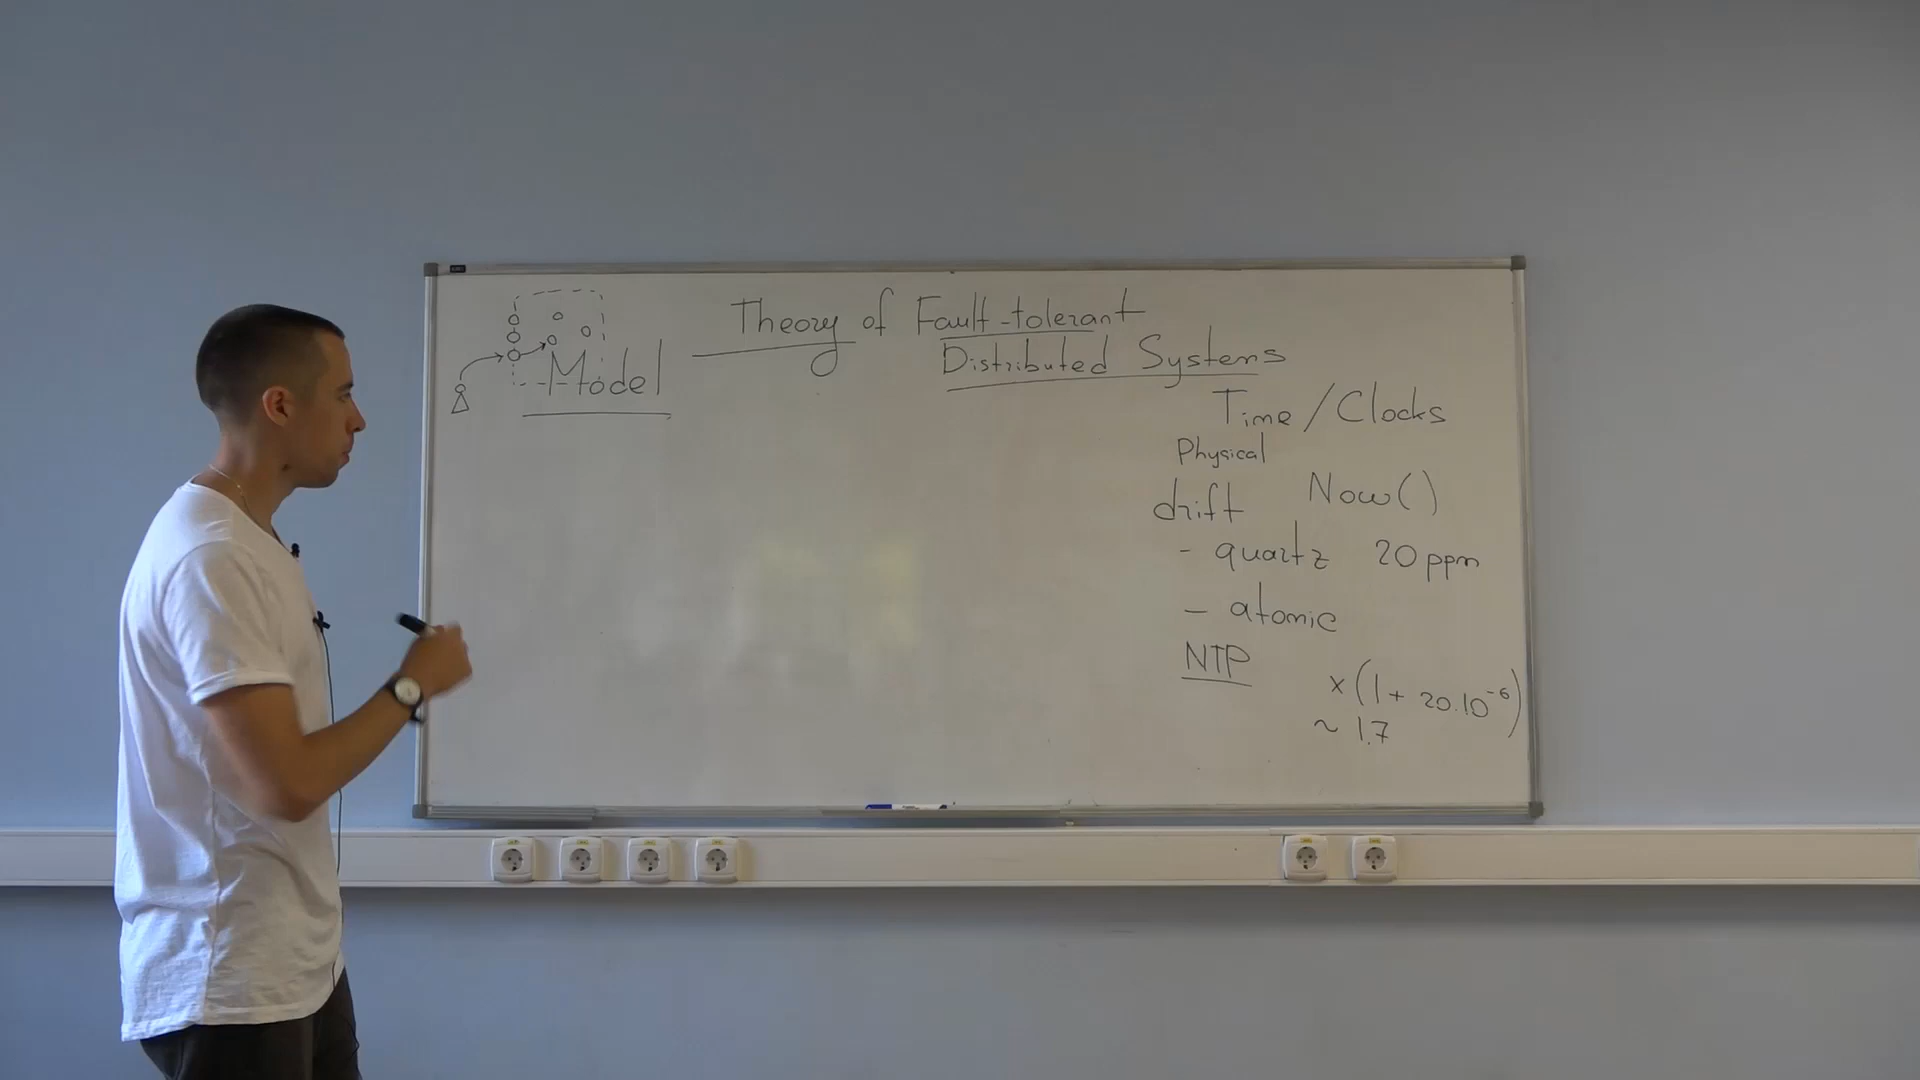 Theory of Fault-tolerant
Distributed Systems
Model
Time / Clocks
Physical
drift Now()
- quartz 20 ppm
- atomic
NTP
x (1 + 20.10⁻⁶)
~ 1.7